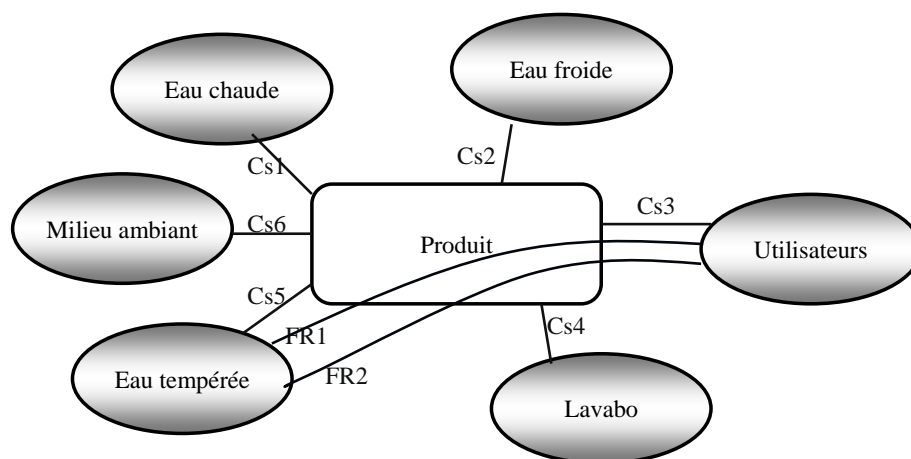 Eau froide
Eau chaude
Cs2
Cs1
Cs3
Milieu ambiant
Cs6
Produit
Utilisateurs
Cs5
FR1
Cs4
Eau tempérée
FR2
Lavabo